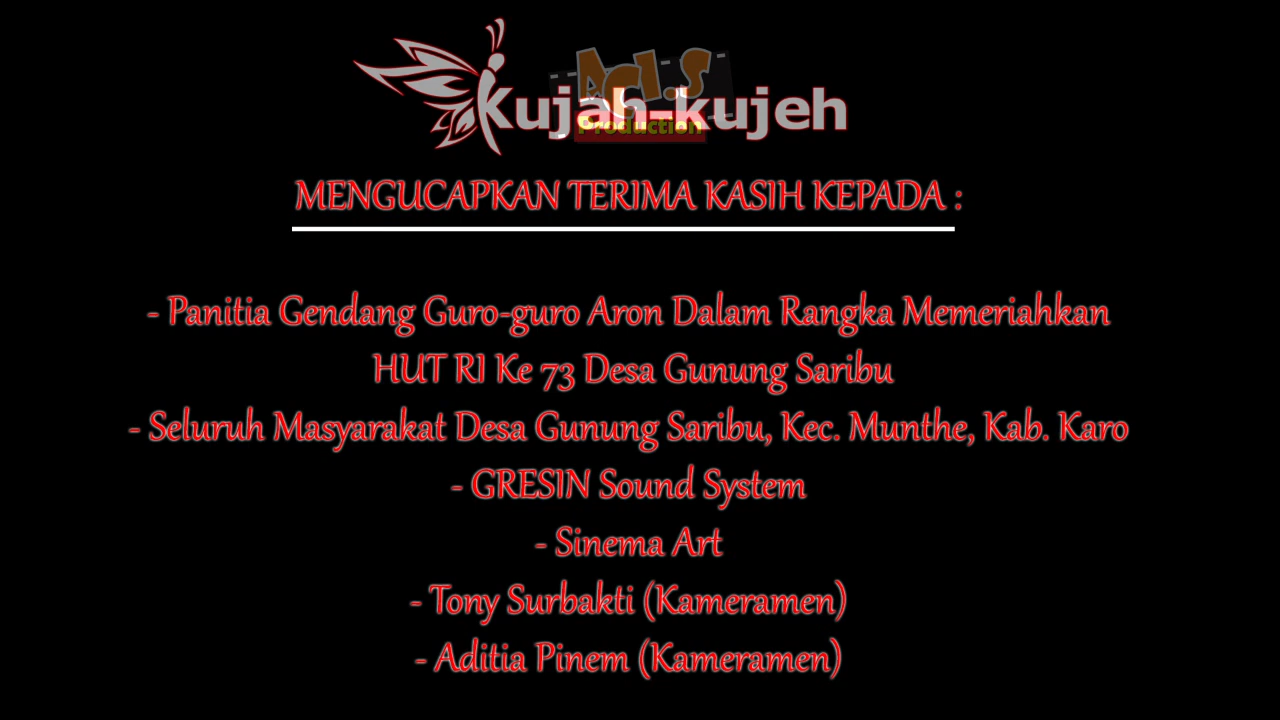 ACI.S
Kujah-kujeh
Production
MENGUCAPKAN TERIMA KASIH KEPADA :
- Panitia Gendang Guro-guro Aron Dalam Rangka Memeriahkan
HUT RI Ke 73 Desa Gunung Saribu
- Seluruh Masyarakat Desa Gunung Saribu, Kec. Munthe, Kab. Karo
- GRESIN Sound System
- Sinema Art
- Tony Surbakti (Kameramen)
- Aditia Pinem (Kameramen)